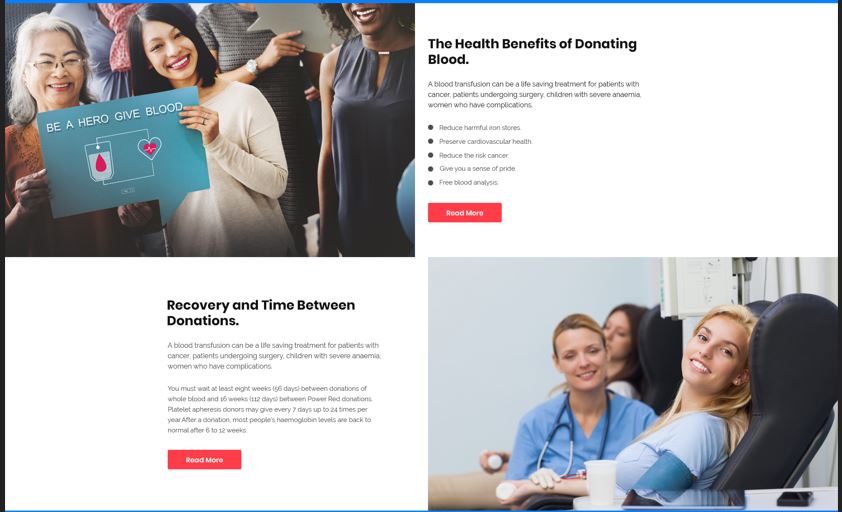 BE A HERO GIVE BLOOD
The Health Benefits of Donating
Blood.
A blood transfusion can be a life saving treatment for patients with
cancer, patients undergoing surgery, children with severe anaemia,
women who have complications.
Reduce harmful iron stores.
Preserve cardiovascular health.
Reduce the risk cancer
Give you a sense of pride.
Free blood analysis.
Read More
Recovery and Time Between
Donations.
A blood transfusion can be a life saving treatment for patients with
cancer, patients undergoing surgery, children with severe anaemia,
women who have complications.
You must wait at least eight weeks (56 days) between donations of
whole blood and 16 weeks (112 days) between Power Red donations.
Platelet apheresis donors may give every 7 days up to 24 times per
year.After a donation, most people's haemoglobin levels are back to
normal after 6 to 12 weeks.
Read More